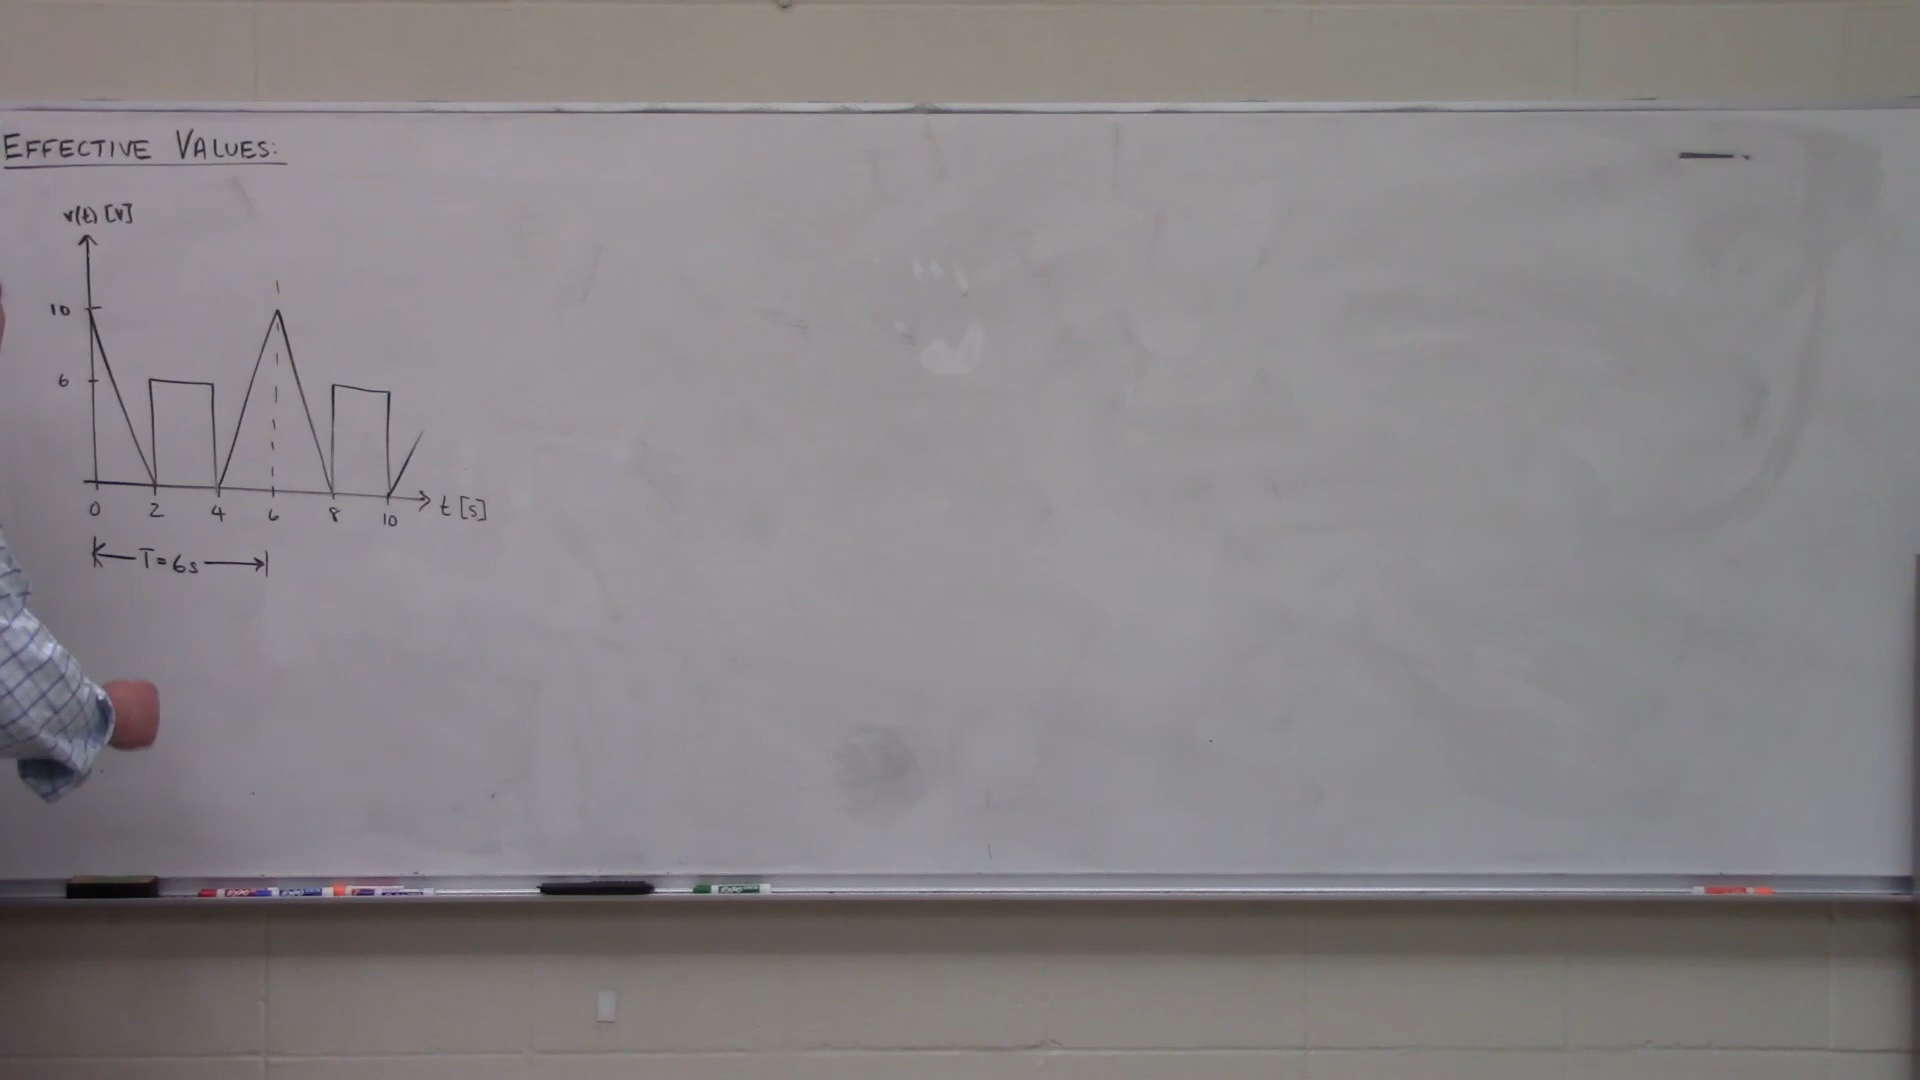 EFFECTIVE VALUES:
v(t) [V]
10
6
0 2 4 6 8 10 t [s]
T=6s